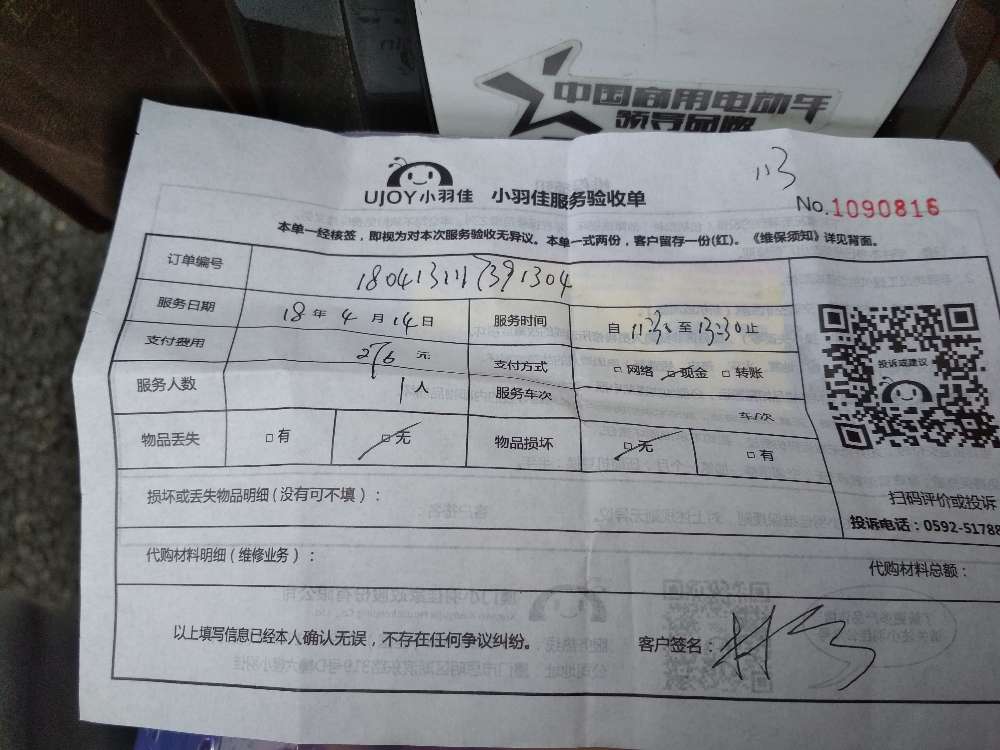 中国商用电动车
领导品牌
113
UJOY小羽佳 小羽佳服务验收单
No.1090816
本单一经核签，即视为对本次服务验收无异议。本单一式两份，客户留存一份(红)。《维保须知》详见背面。
订单编号
服务日期 18 年 4 月 14 日 服务时间 自 至 13:30 止
支付费用 276 元 支付方式 □网络 □现金 □转账
服务人数 1 人 服务车次 车/次
物品丢失 □有 □无 物品损坏 □无 □有
投诉或建议
扫码评价或投诉
投诉电话：0592-51788
损坏或丢失物品明细(没有可不填)：
代购材料明细(维修业务)：
代购材料总额：
以上填写信息已经本人确认无误，不存在任何争议纠纷。 客户签名：